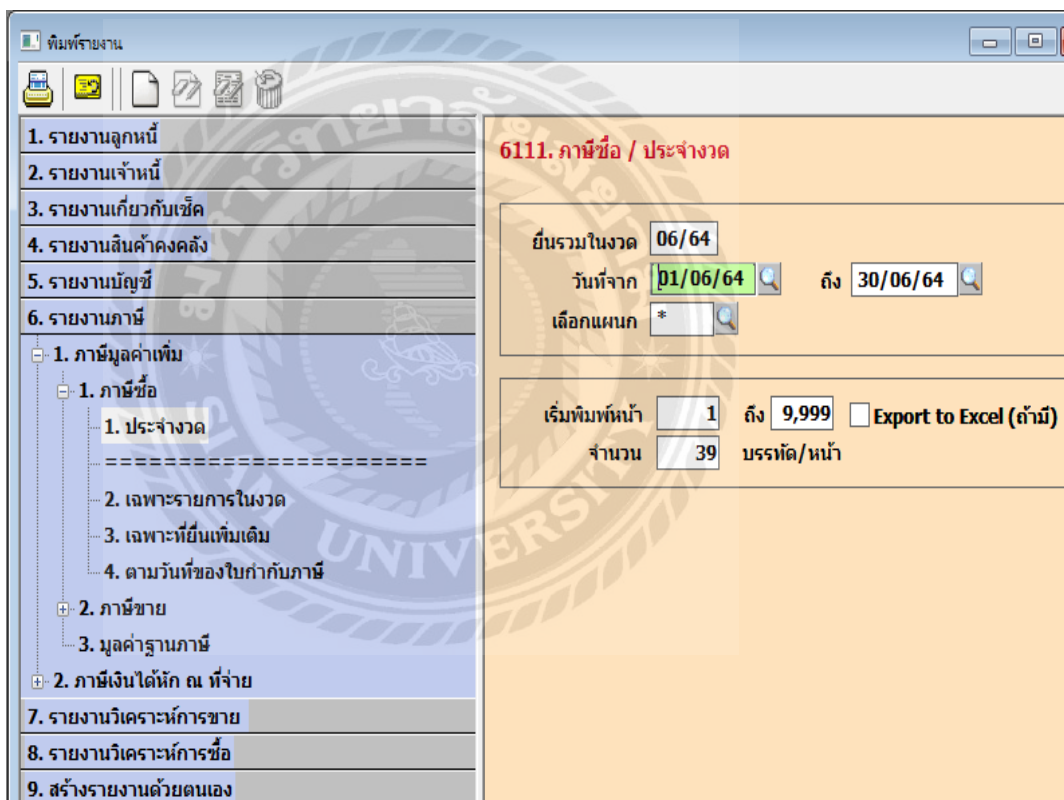 พิมพ์รายงาน
1. รายงานลูกหนี้
2. รายงานเจ้าหนี้
3. รายงานเกี่ยวกับเช็ค
4. รายงานสินค้าคงคลัง
5. รายงานบัญชี
6. รายงานภาษี
1. ภาษีมูลค่าเพิ่ม
1. ภาษีซื้อ
1. ประจำงวด
======================
2. เฉพาะรายการในงวด
3. เฉพาะที่ยื่นเพิ่มเติม
4. ตามวันที่ของใบกำกับภาษี
2. ภาษีขาย
3. มูลค่าฐานภาษี
2. ภาษีเงินได้หัก ณ ที่จ่าย
7. รายงานวิเคราะห์การขาย
8. รายงานวิเคราะห์การซื้อ
9. สร้างรายงานด้วยตนเอง
6111. ภาษีซื้อ / ประจำงวด
ยื่นรวมในงวด 06/64
วันที่จาก 01/06/64 ถึง 30/06/64
เลือกแผนก *
เริ่มพิมพ์หน้า 1 ถึง 9,999 Export to Excel (ถ้ามี)
จำนวน 39 บรรทัด/หน้า
มหาวิทยาลัยสยาม
SIAM UNIVERSITY